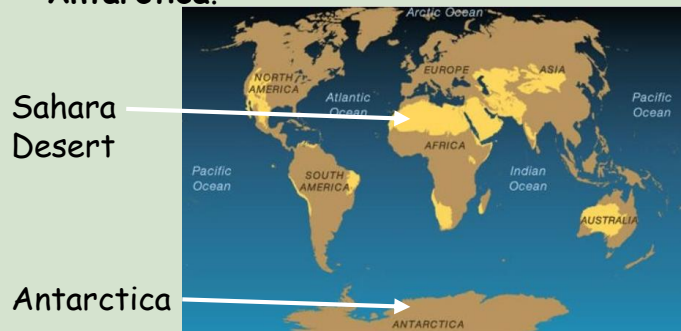 Antarctica.
Arctic Ocean
NORTH
AMERICA
EUROPE
ASIA
Sahara
Desert
Atlantic
Ocean
Pacific
Ocean
AFRICA
Pacific
Ocean
SOUTH
AMERICA
Indian
Ocean
AUSTRALIA
Antarctica
ANTARCTICA